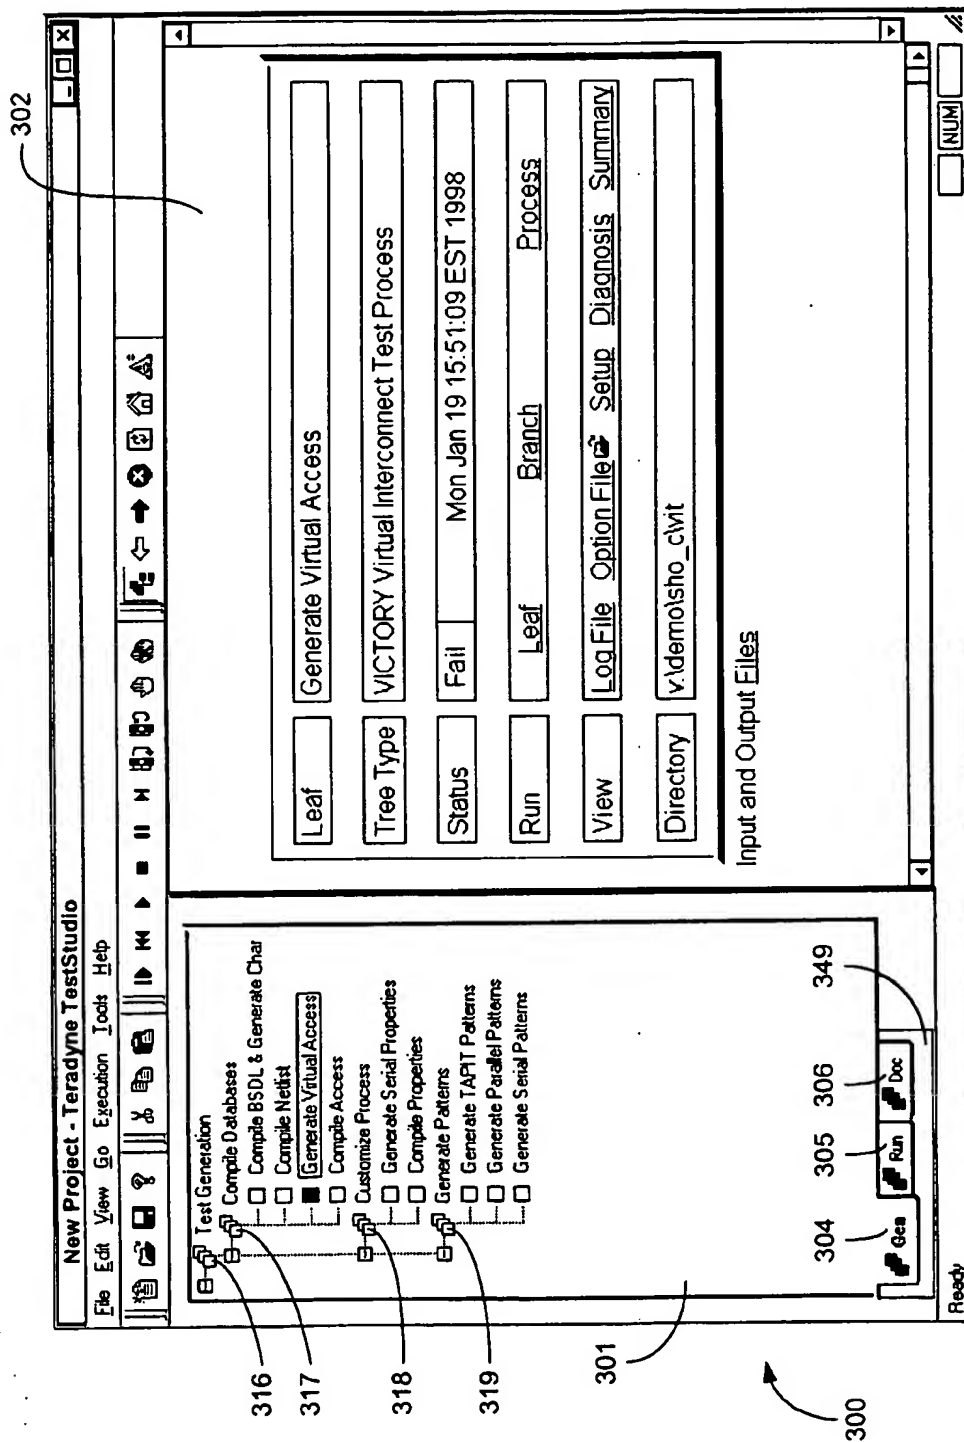 302
New Project - Teradyne TestStudio
File Edit View Go Execution Tools Help
Test Generation
Compile Databases
Compile BSDL & Generate Char
Compile Netlist
Generate Virtual Access
Compile Access
Customize Process
Generate Serial Properties
Compile Properties
Generate Patterns
Generate TAPIT Patterns
Generate Parallel Patterns
Generate Serial Patterns
Leaf Generate Virtual Access
Tree Type VICTORY Virtual Interconnect Test Process
Status Fail Mon Jan 19 15:51:09 EST 1998
Run Leaf Branch Process
View Log File Option File Setup Diagnosis Summary
Directory v:\demo\sho_c\vit
Input and Output Files
Gen Run Doc
Ready NUM
316
317
318
319
301
300
304
305
306
349